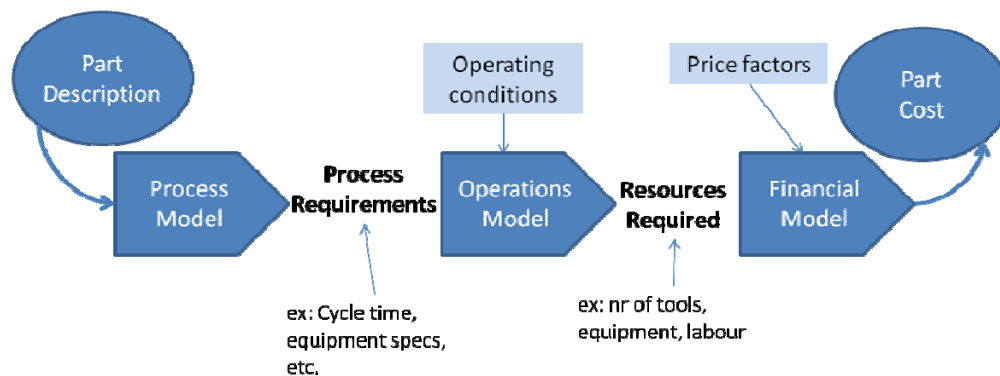 Part
Description
Operating
conditions
Price factors
Part
Cost
Process
Model
Process
Requirements
Operations
Model
Resources
Required
Financial
Model
ex: Cycle time,
equipment specs,
etc,
ex: nr of tools,
equipment, labour